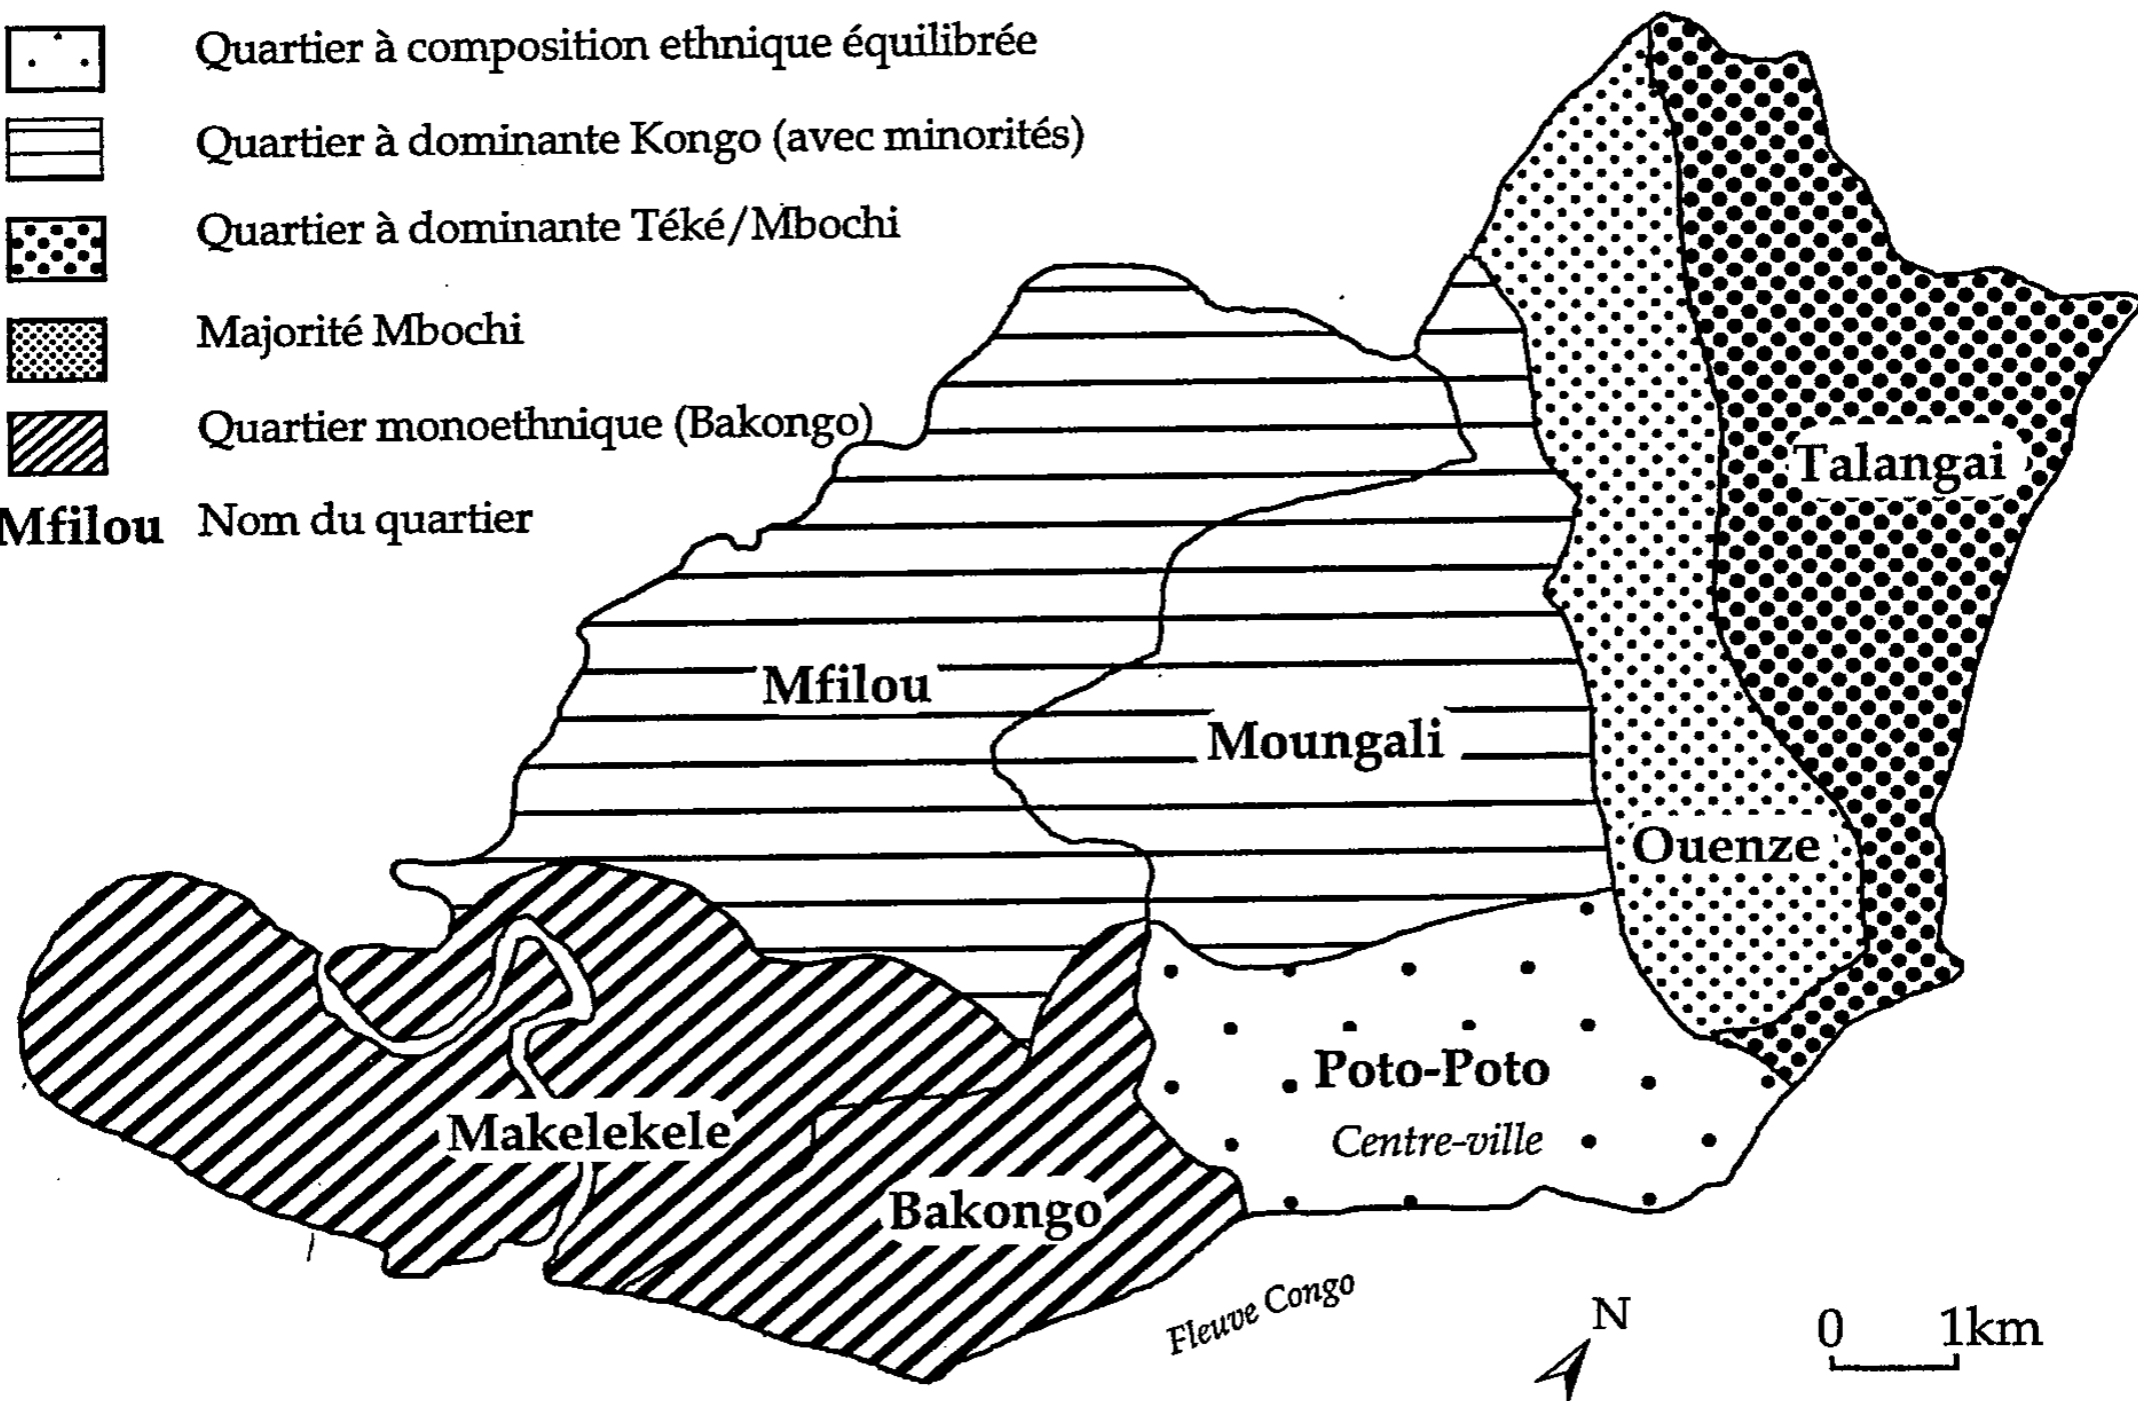 Quartier à composition ethnique équilibrée
Quartier à dominante Kongo (avec minorités)
Quartier à dominante Téké/Mbochi
Majorité Mbochi
Quartier monoethnique (Bakongo)
Mfilou Nom du quartier
Talangai
Mfilou
Moungali
Ouenze
Poto-Poto
Centre-ville
Makelekele
Bakongo
Fleuve Congo
N
0 1km